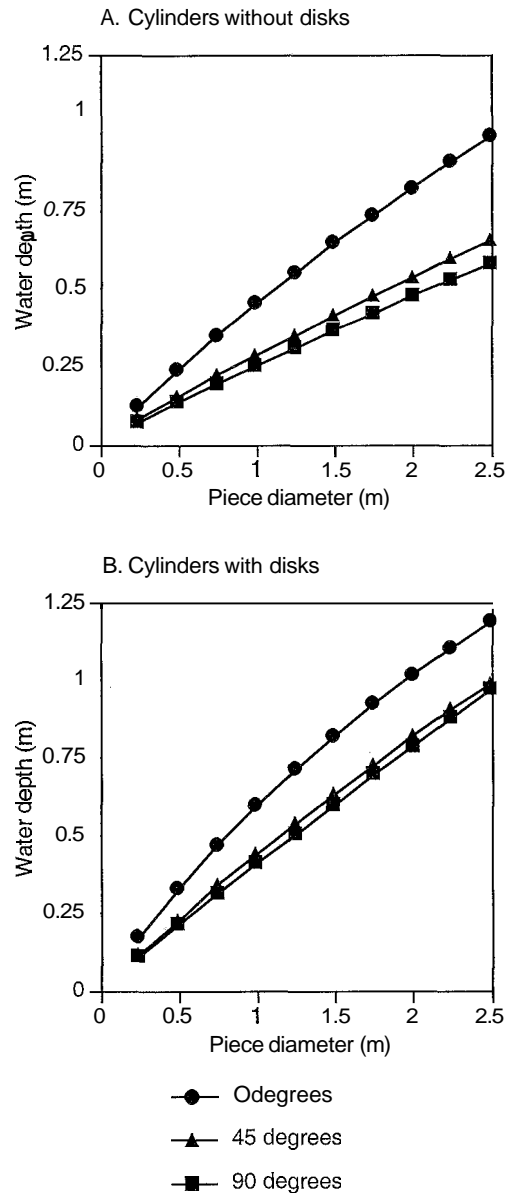 A. Cylinders without disks
1.25
1
0.75
0.5
0.25
0
Water depth (m)
0 0.5 1 1.5 2 2.5
Piece diameter (m)
B. Cylinders with disks
1.25
1
0.75
0.5
0.25
0
Water depth (m)
0 0.5 1 1.5 2 2.5
Piece diameter (m)
Odegrees
45 degrees
90 degrees